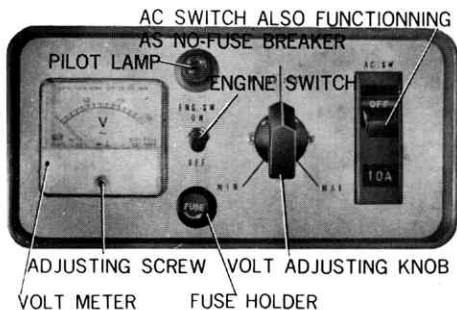 AC SWITCH ALSO FUNCTIONNING
AS NO-FUSE BREAKER
PILOT LAMP
ENGINE SWITCH
AC SW
ENG. SW
ON
OFF
V
OFF
10A
MIN
MAX
FUSE
ADJUSTING SCREW
VOLT ADJUSTING KNOB
VOLT METER
FUSE HOLDER